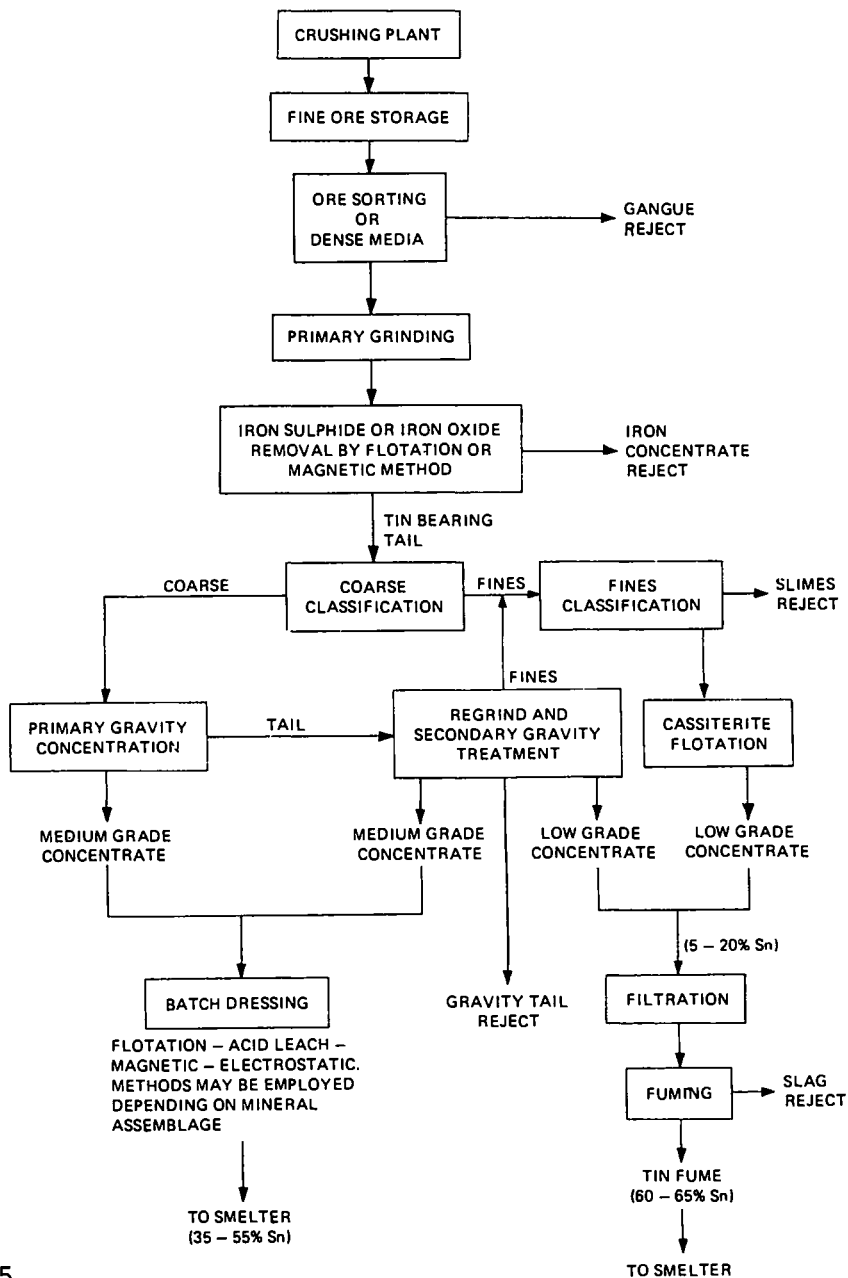 CRUSHING PLANT
FINE ORE STORAGE
ORE SORTING
OR
DENSE MEDIA
GANGUE
REJECT
PRIMARY GRINDING
IRON SULPHIDE OR IRON OXIDE
REMOVAL BY FLOTATION OR
MAGNETIC METHOD
IRON
CONCENTRATE
REJECT
TIN BEARING
TAIL
COARSE
COARSE
CLASSIFICATION
FINES
FINES
CLASSIFICATION
SLIMES
REJECT
FINES
PRIMARY GRAVITY
CONCENTRATION
TAIL
REGRIND AND
SECONDARY GRAVITY
TREATMENT
CASSITERITE
FLOTATION
MEDIUM GRADE
CONCENTRATE
MEDIUM GRADE
CONCENTRATE
LOW GRADE
CONCENTRATE
LOW GRADE
CONCENTRATE
(5 – 20% Sn)
BATCH DRESSING
GRAVITY TAIL
REJECT
FILTRATION
FLOTATION – ACID LEACH –
MAGNETIC – ELECTROSTATIC.
METHODS MAY BE EMPLOYED
DEPENDING ON MINERAL
ASSEMBLAGE
FUMING
SLAG
REJECT
TIN FUME
(60 – 65% Sn)
TO SMELTER
(35 – 55% Sn)
TO SMELTER
5